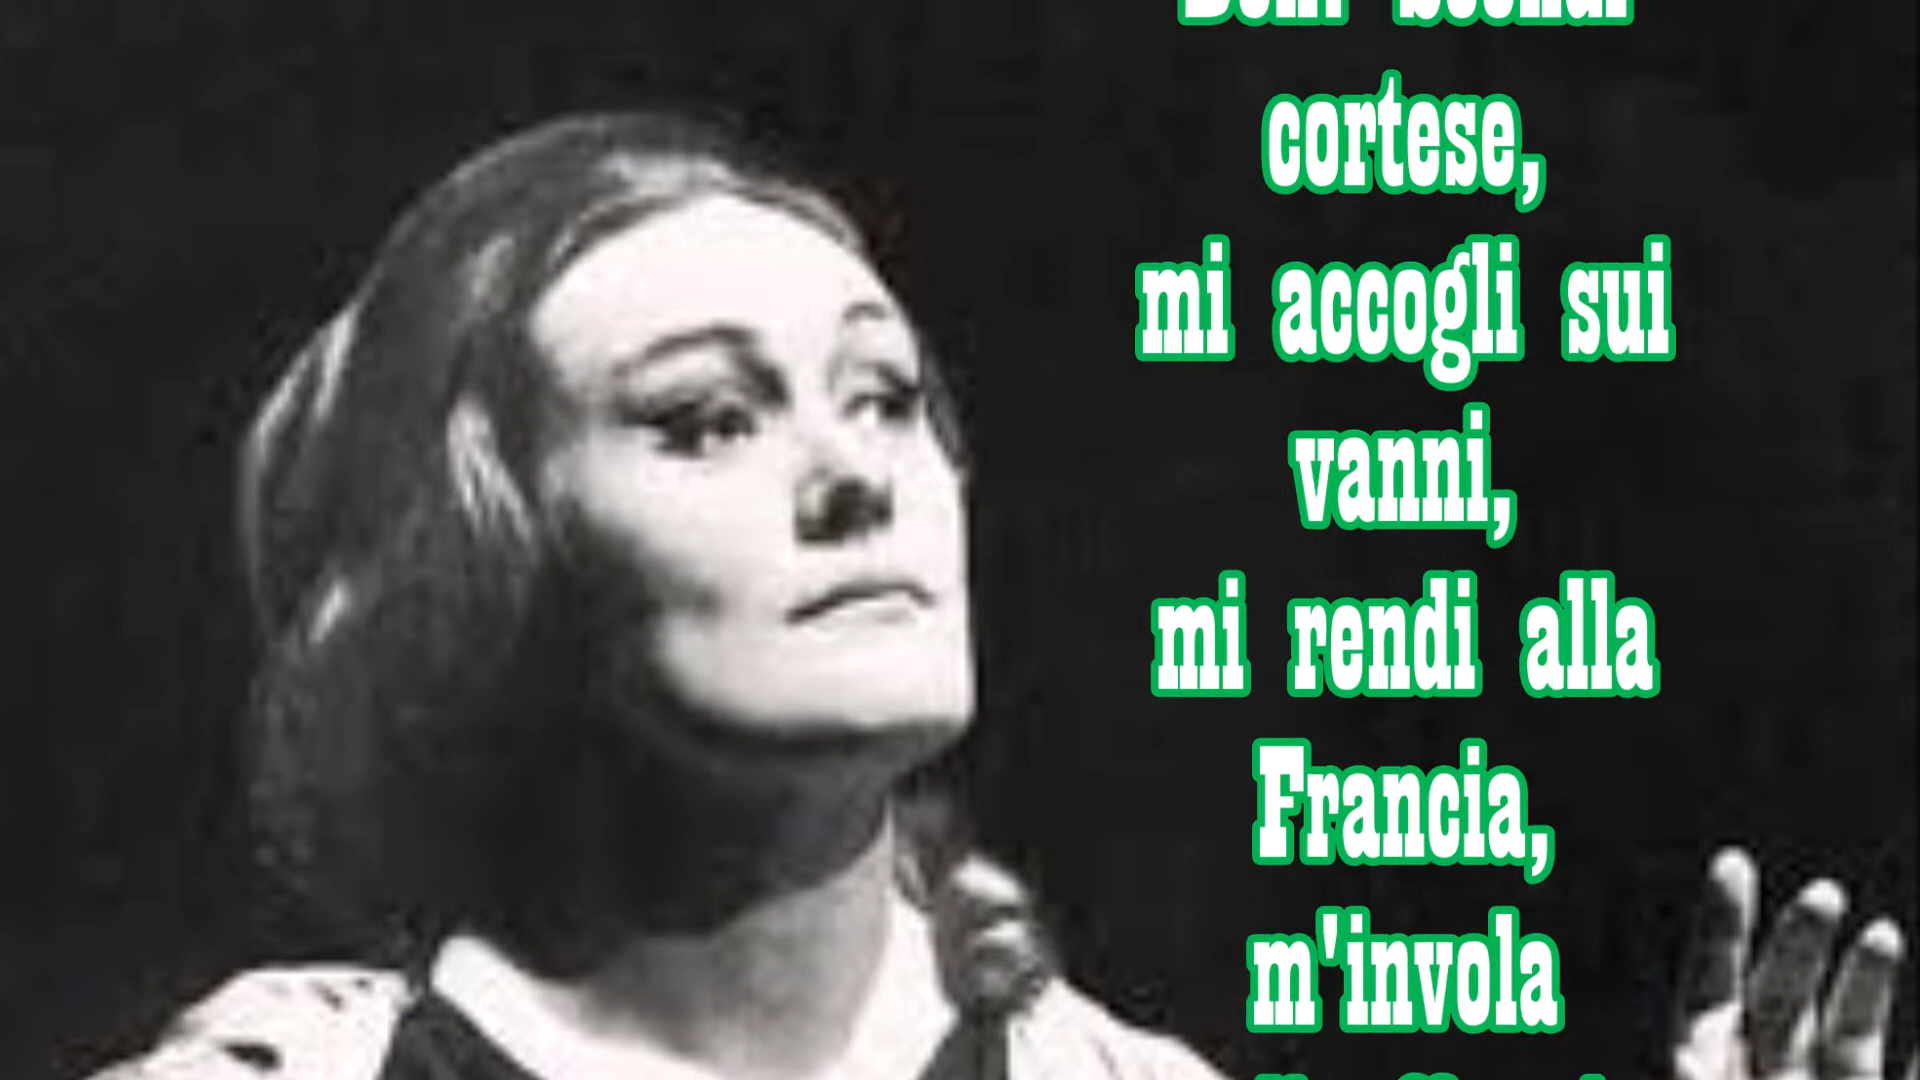 cortese,
mi accogli sui
vanni,
mi rendi alla
Francia,
m'invola